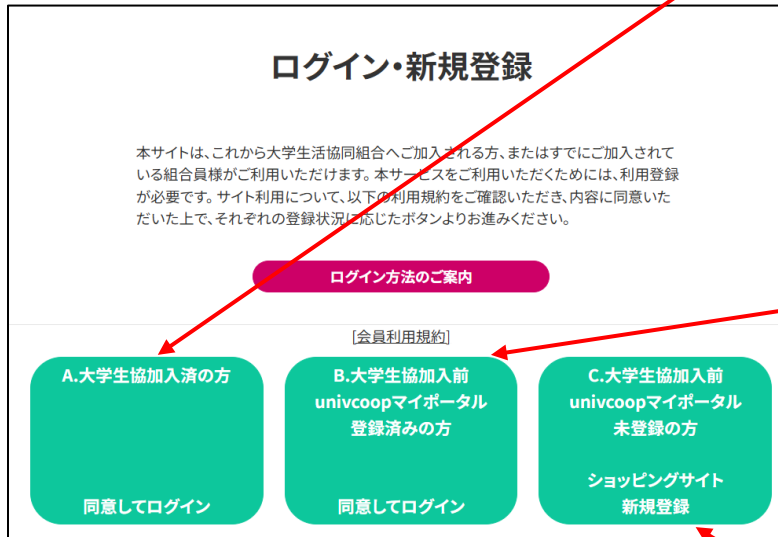 ログイン・新規登録
本サイトは、これから大学生活協同組合へご加入される方、またはすでにご加入されて
いる組合員様がご利用いただけます。本サービスをご利用いただくためには、利用登録
が必要です。サイト利用について、以下の利用規約をご確認いただき、内容に同意いた
だいた上で、それぞれの登録状況に応じたボタンよりお進みください。
ログイン方法のご案内
[会員利用規約]
A.大学生協加入済の方
同意してログイン
B.大学生協加入前
univcoopマイポータル
登録済みの方
同意してログイン
C.大学生協加入前
univcoopマイポータル
未登録の方
ショッピングサイト
新規登録